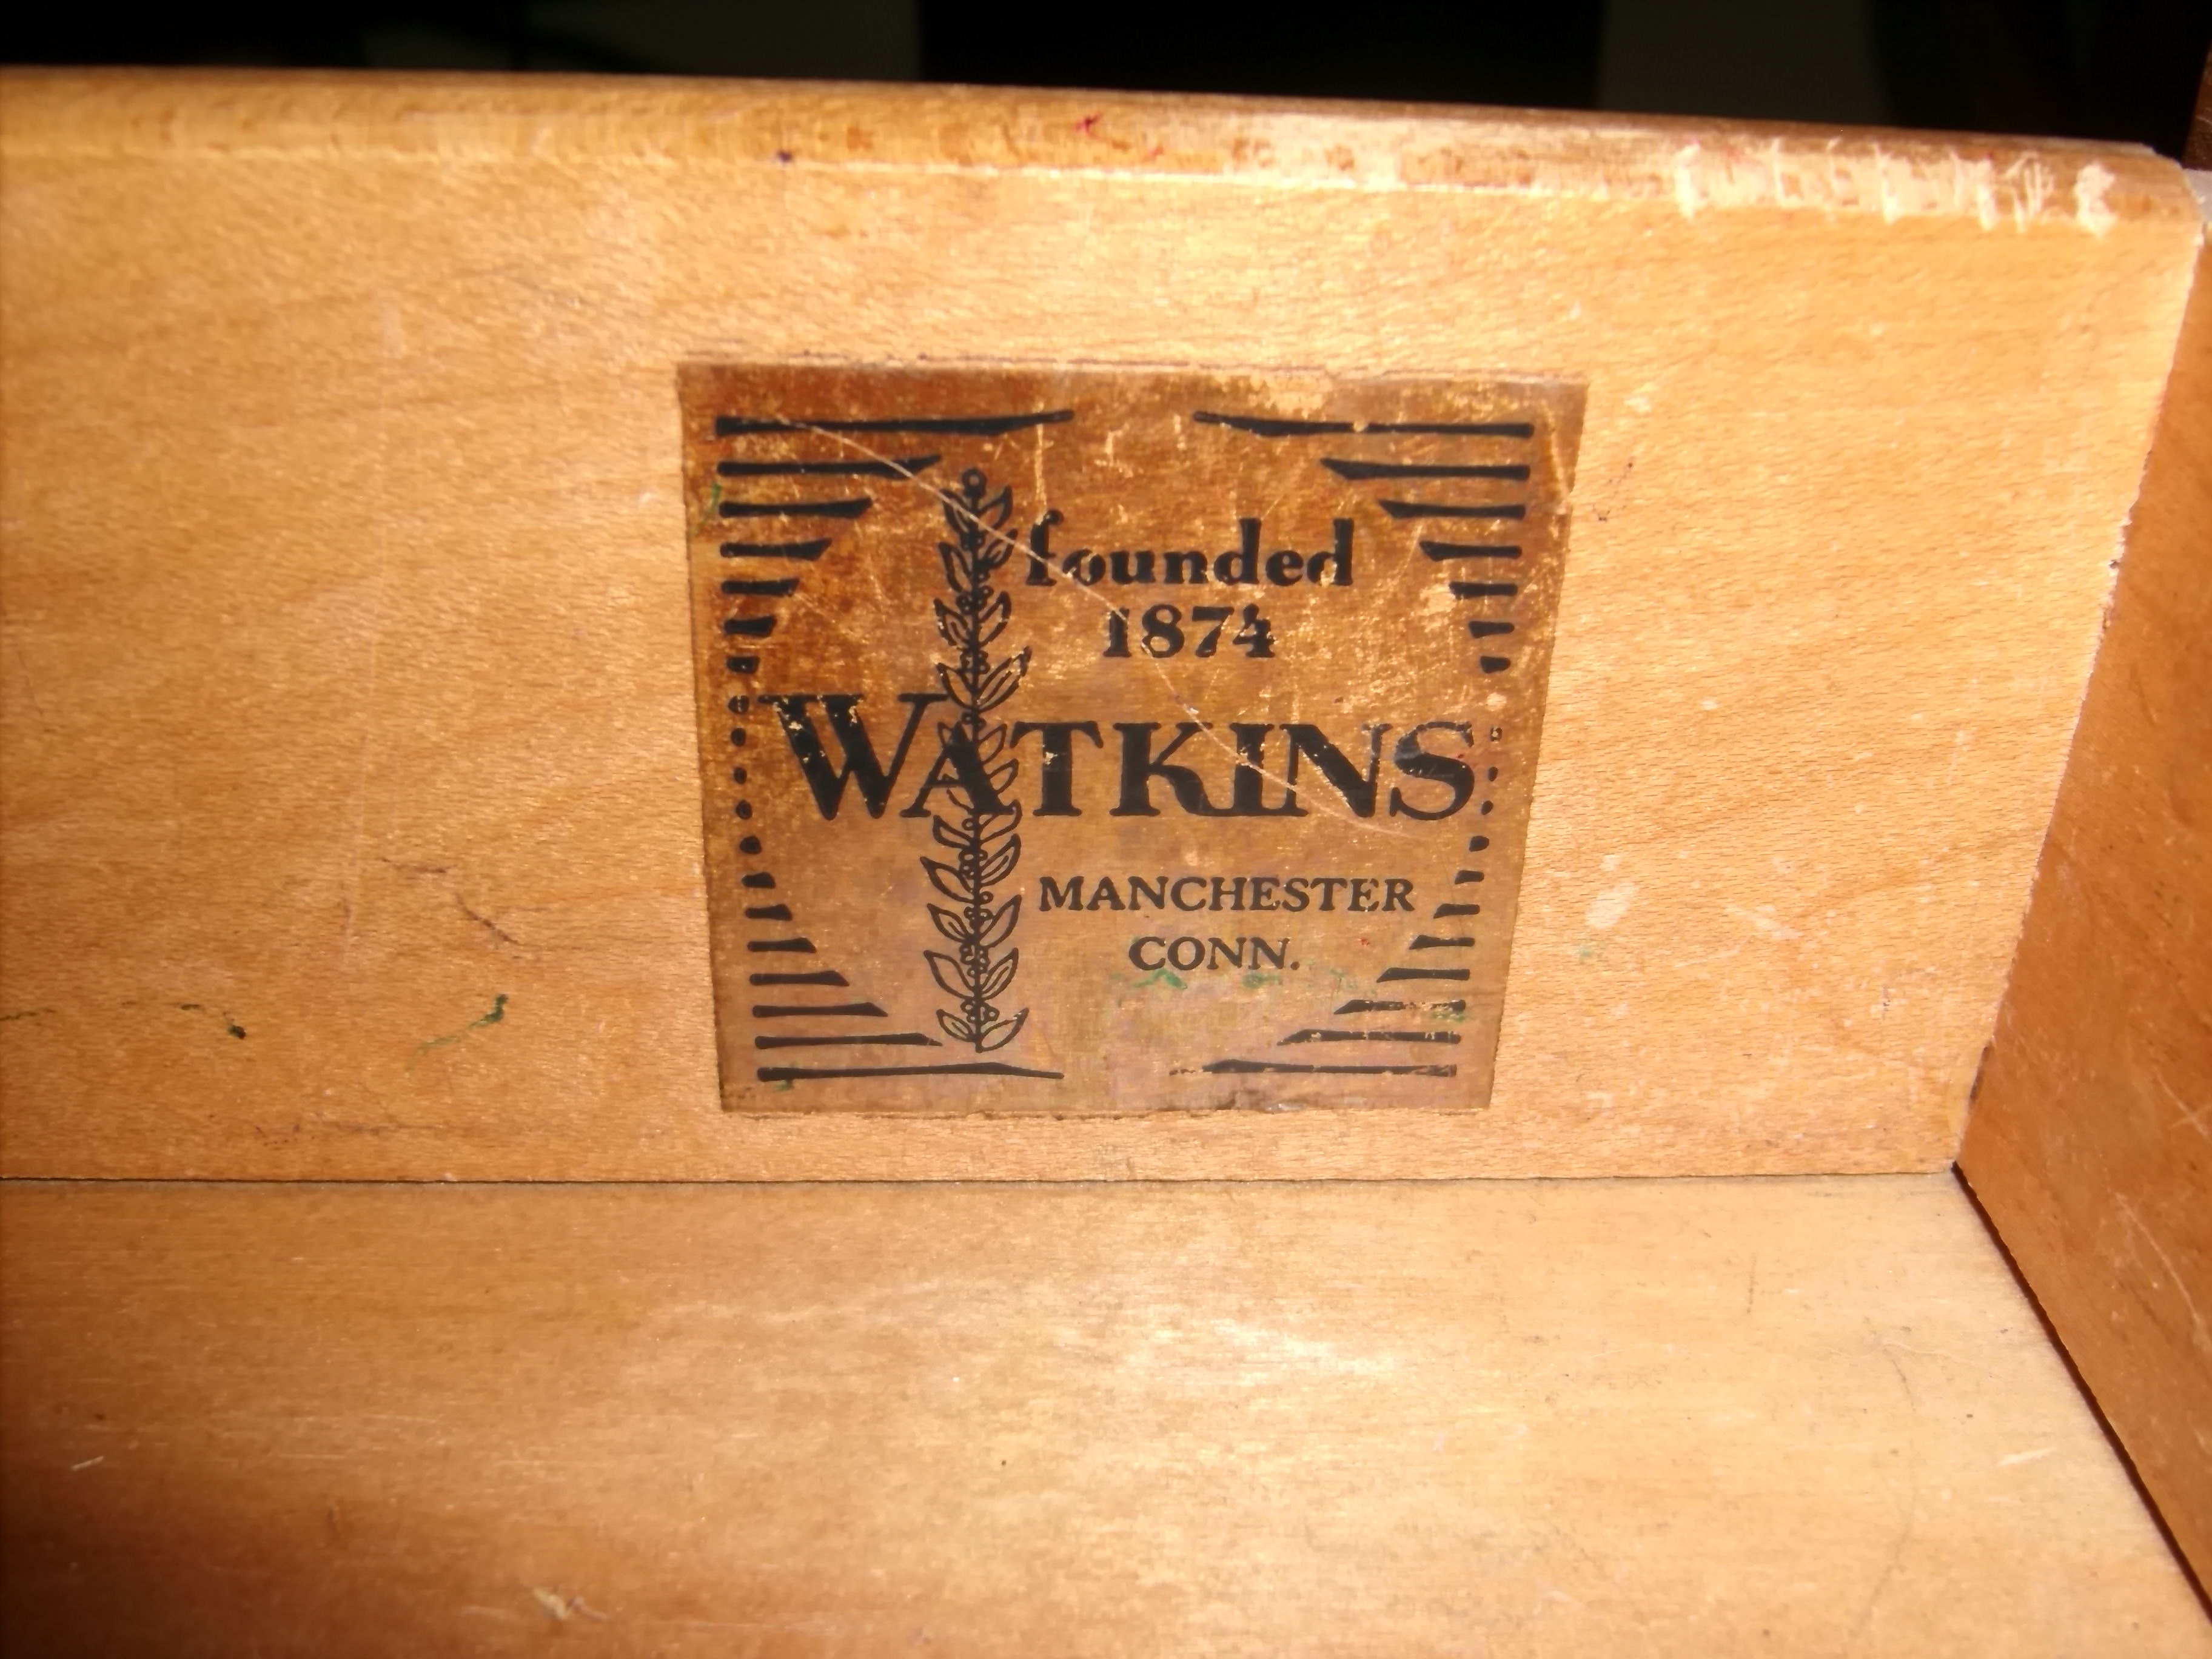 founded
1874
WATKINS
MANCHESTER
CONN.